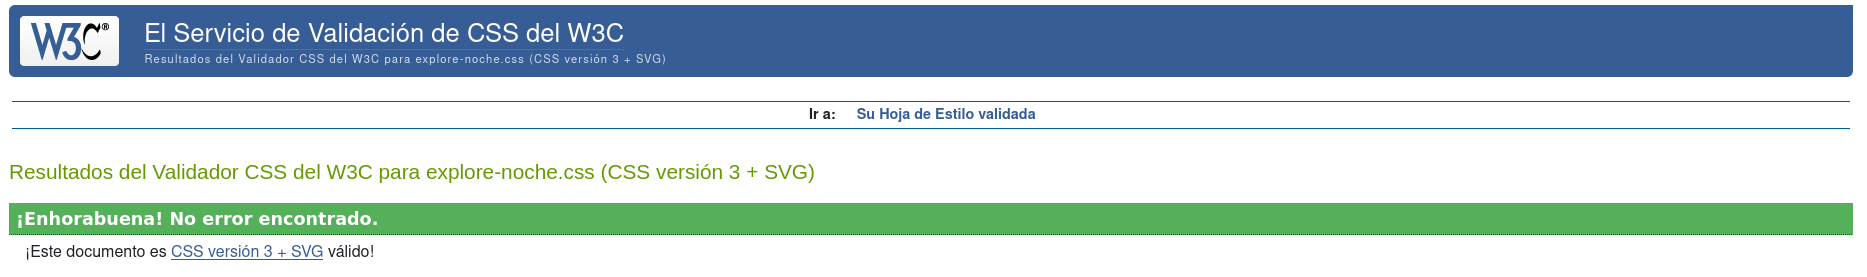 W3C®
El Servicio de Validación de CSS del W3C
Resultados del Validador CSS del W3C para explore-noche.css (CSS versión 3 + SVG)
Ir a: Su Hoja de Estilo validada
Resultados del Validador CSS del W3C para explore-noche.css (CSS versión 3 + SVG)
¡Enhorabuena! No error encontrado.
¡Este documento es CSS versión 3 + SVG válido!